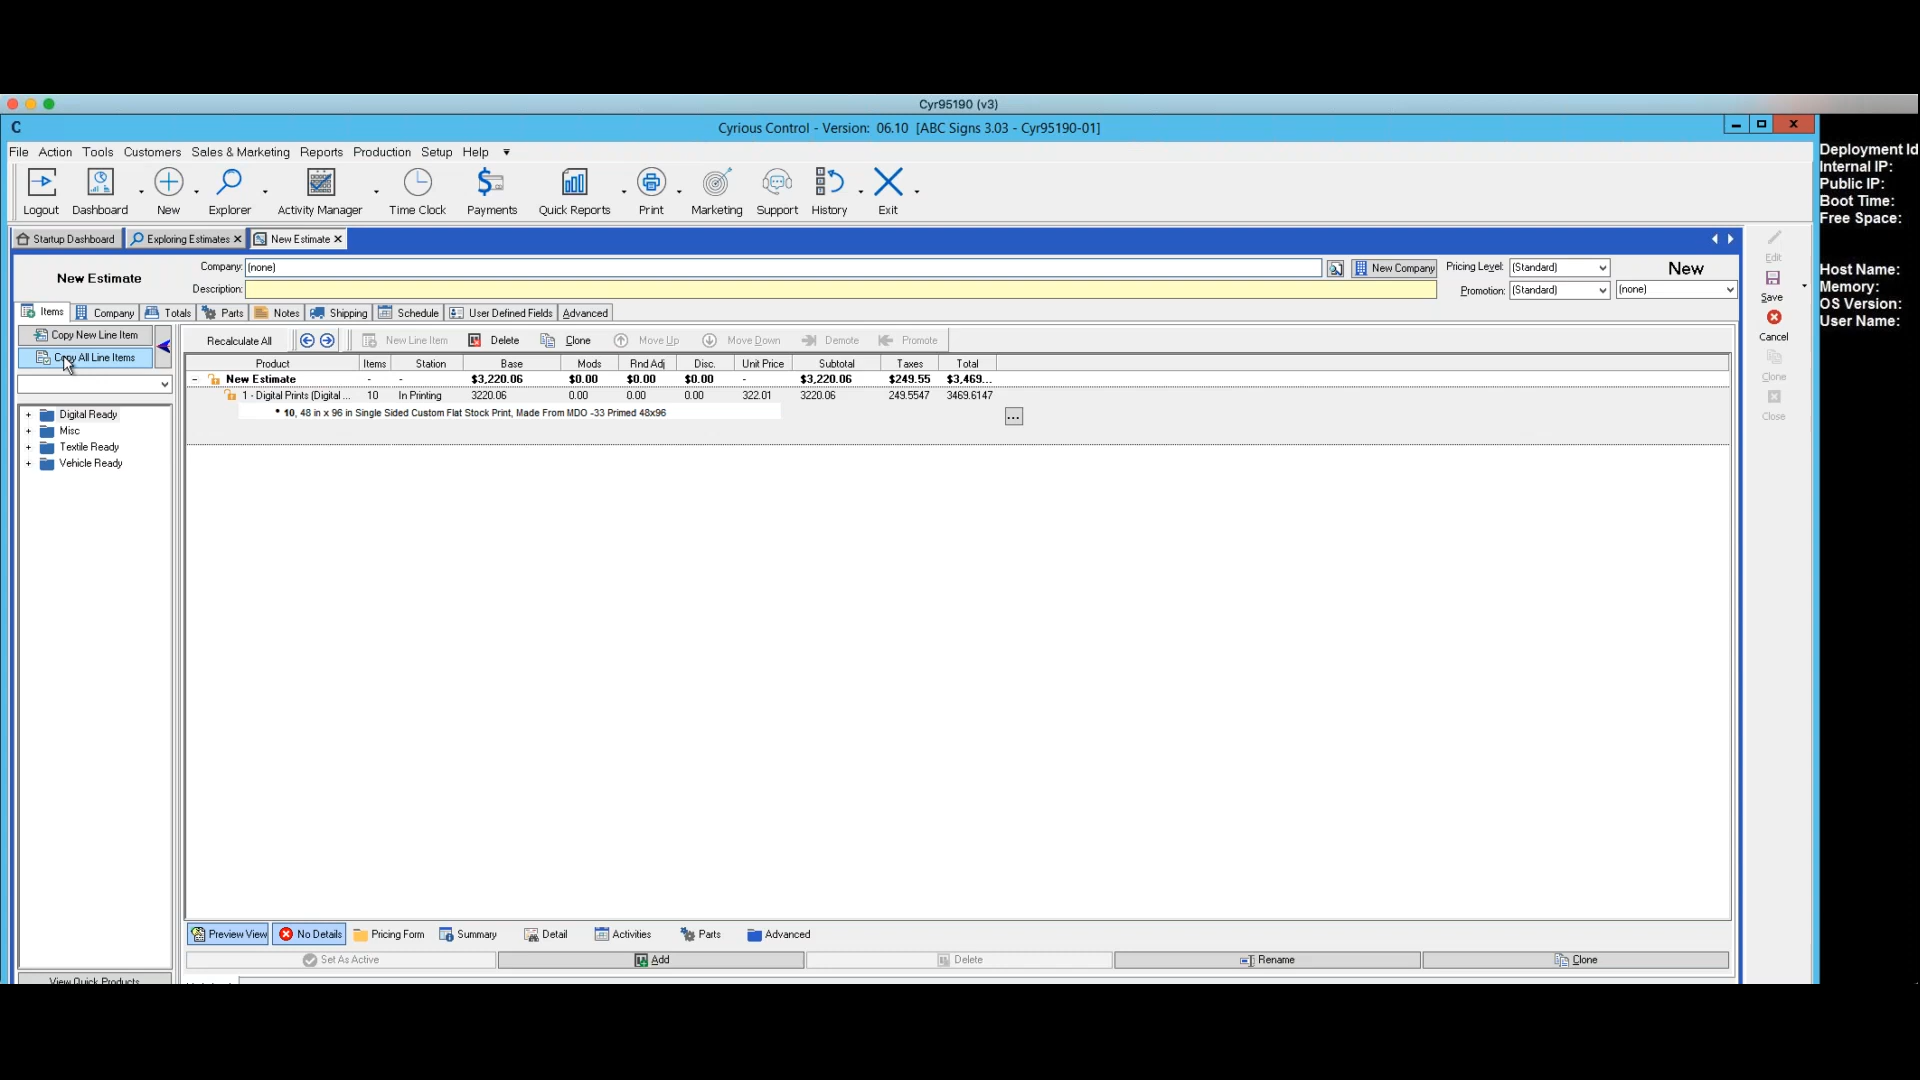 Cyr95190 (v3)
C
Cyrious Control - Version: 06.10 [ABC Signs 3.03 - Cyr95190-01]
File Action Tools Customers Sales & Marketing Reports Production Setup Help
Logout Dashboard New Explorer Activity Manager Time Clock Payments Quick Reports Print Marketing Support History Exit
Startup Dashboard Exploring Estimates New Estimate
New Estimate
Company: (none)
New Company
Pricing Level: (Standard)
New
Description:
Promotion: (Standard) (none)
Items Company Totals Parts Notes Shipping Schedule User Defined Fields Advanced
Copy New Line Item
Copy All Line Items
Digital Ready
Misc
Textile Ready
Vehicle Ready
View Quick Products
Recalculate All New Line Item Delete Clone Move Up Move Down Demote Promote
Product Items Station Base Mods Rnd Adj Disc. Unit Price Subtotal Taxes Total
New Estimate - - $3,220.06 $0.00 $0.00 $0.00 - $3,220.06 $249.55 $3,469...
1 - Digital Prints (Digital ... 10 In Printing 3220.06 0.00 0.00 0.00 322.01 3220.06 249.5547 3469.6147
• 10, 48 in x 96 in Single Sided Custom Flat Stock Print, Made From MDO -33 Primed 48x96
...
Preview View No Details Pricing Form Summary Detail Activities Parts Advanced
Set As Active Add Delete Rename Clone
Edit
Save
Cancel
Clone
Close
Deployment Id
Internal IP:
Public IP:
Boot Time:
Free Space:
Host Name:
Memory:
OS Version:
User Name: